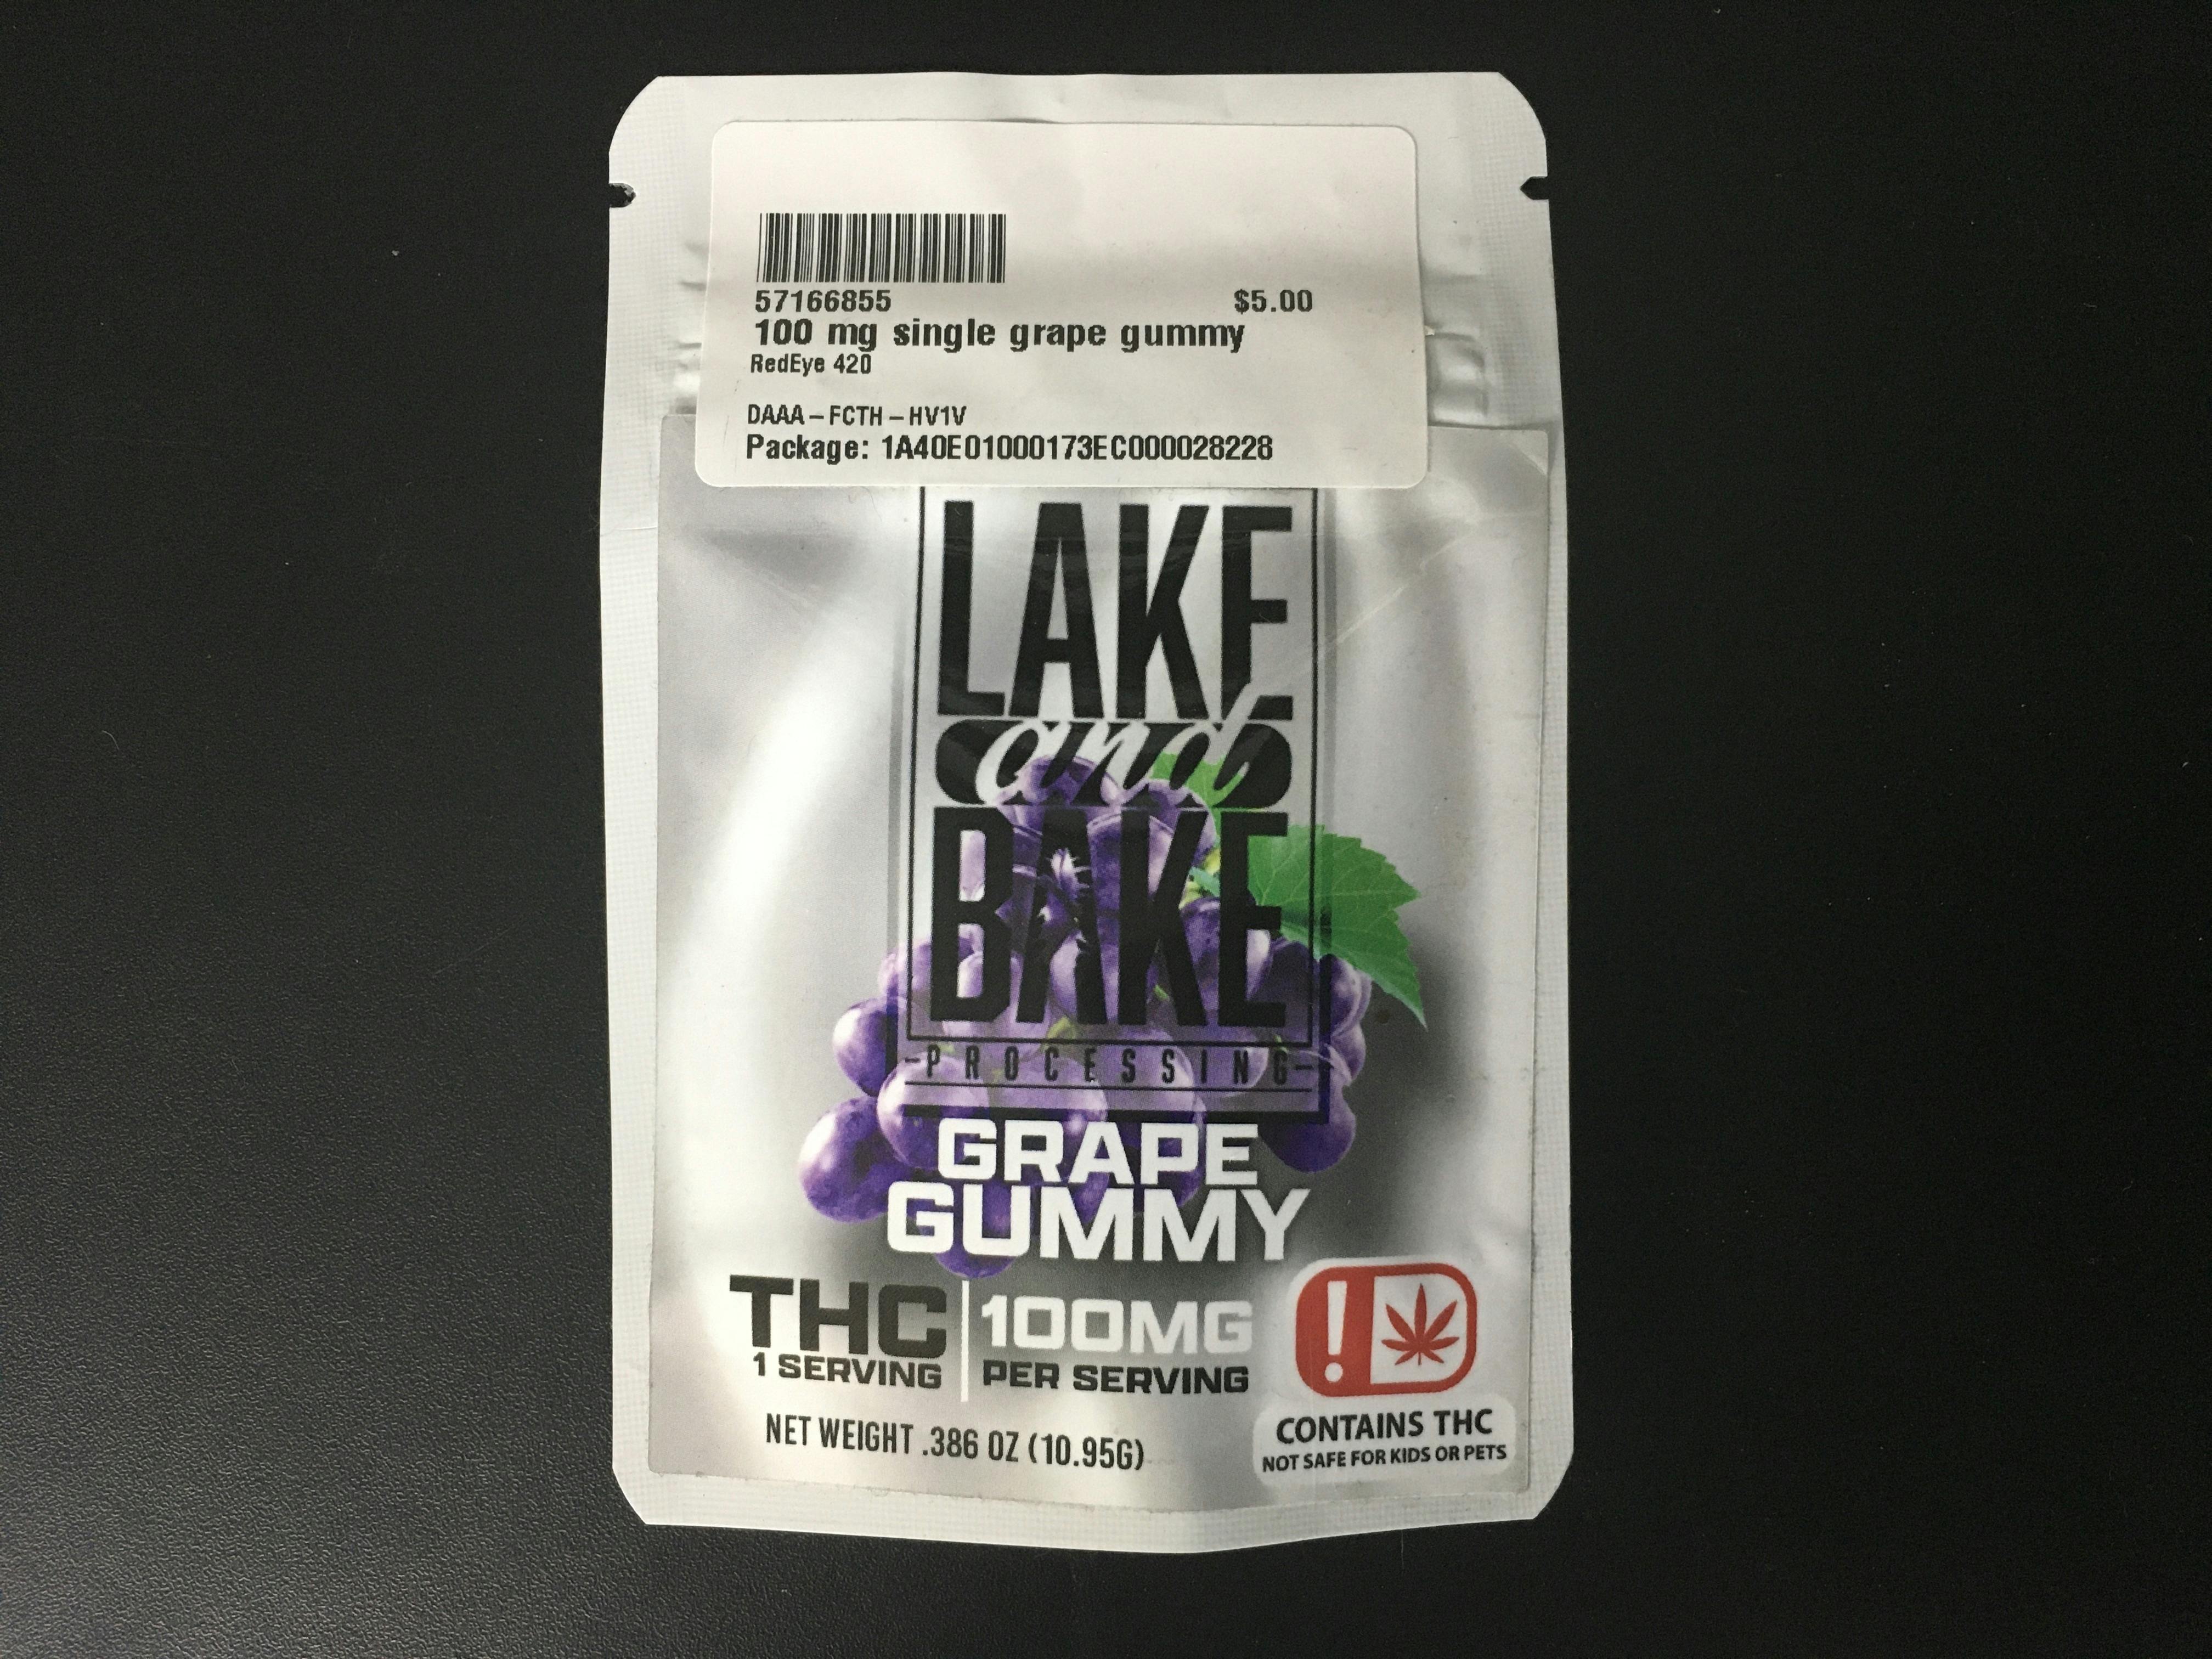 57166855 $5.00
100 mg single grape gummy
RedEye 420
DAAA – FCTH – HV1V
Package: 1A40E01000173EC000028228
LAKE
and
BAKE
-PROCESSING-
GRAPE
GUMMY
THC 100MG
1 SERVING PER SERVING
NET WEIGHT .386 OZ (10.95G)
!
CONTAINS THC
NOT SAFE FOR KIDS OR PETS